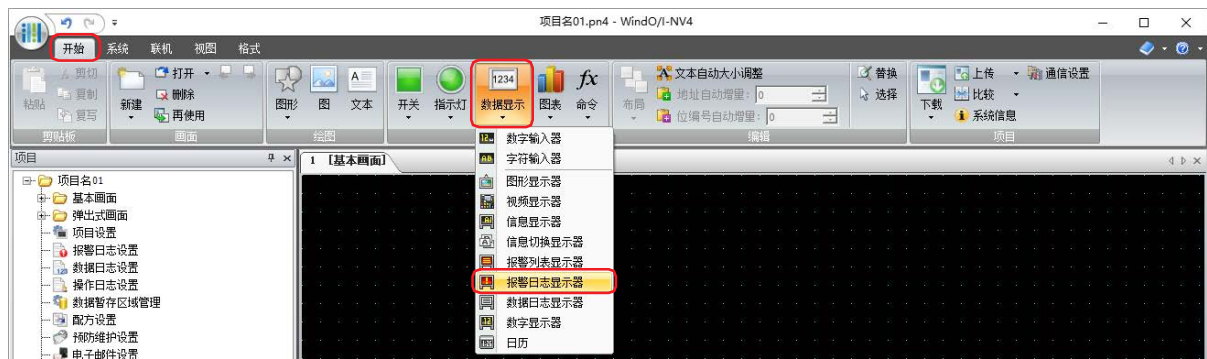 项目名01.pn4 - WindO/I-NV4
开始 系统 联机 视图 格式
粘贴 剪切 复制 复写 新建 打开 删除 再使用 图形 图 文本 开关 指示灯 数据显示 图表 命令 布局 文本自动大小调整 地址自动增量: 0 位编号自动增量: 0 替换 选择 下载 上传 比较 系统信息 通信设置
剪贴板 画面 绘图 编辑 项目
数字输入器
字符输入器
图形显示器
视频显示器
信息显示器
信息切换显示器
报警列表显示器
报警日志显示器
数据日志显示器
数字显示器
日历
项目
1 [基本画面]
项目名01
基本画面
弹出式画面
项目设置
报警日志设置
数据日志设置
操作日志设置
数据暂存区域管理
配方设置
预防维护设置
电子邮件设置